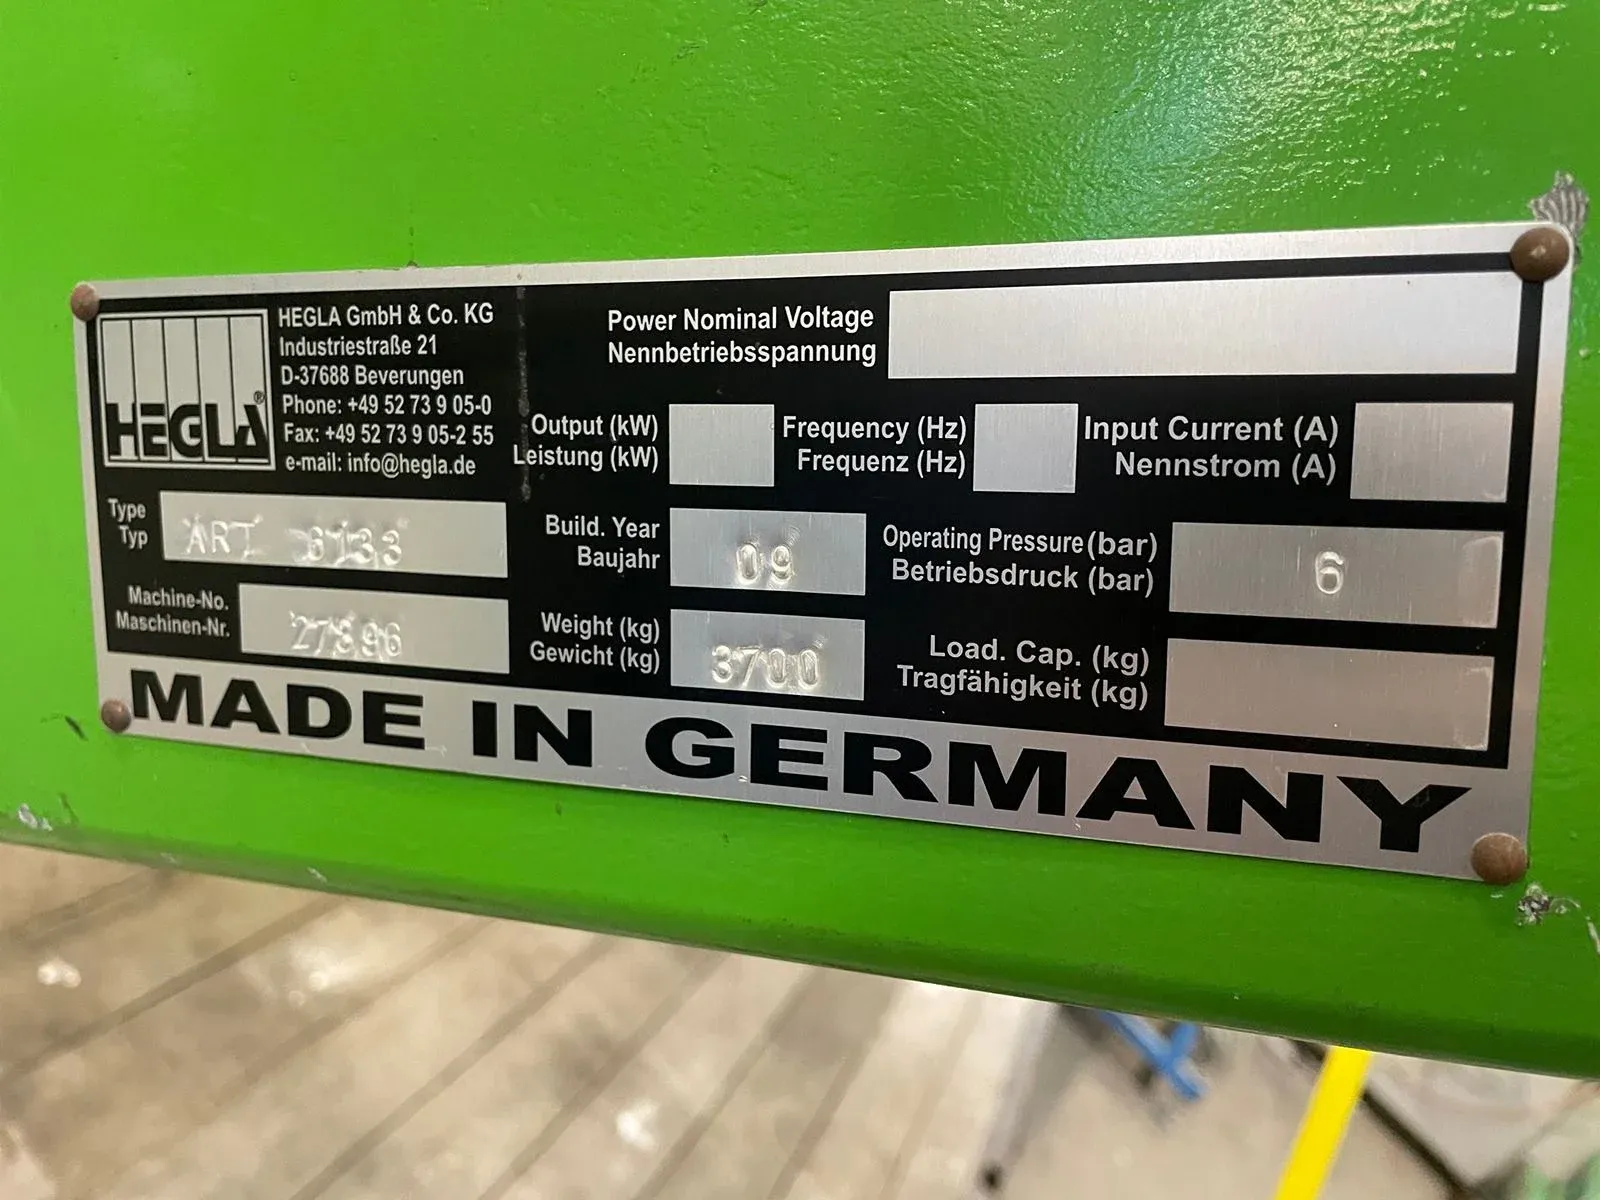 HEGLA®
HEGLA GmbH & Co. KG
Industriestraße 21
D-37688 Beverungen
Phone: +49 52 73 9 05-0
Fax: +49 52 73 9 05-2 55
e-mail: info@hegla.de
Power Nominal Voltage
Nennbetriebsspannung
Output (kW)
Leistung (kW)
Frequency (Hz)
Frequenz (Hz)
Input Current (A)
Nennstrom (A)
Type
Typ
ART 6133
Build. Year
Baujahr
09
Operating Pressure (bar)
Betriebsdruck (bar)
6
Machine-No.
Maschinen-Nr.
27896
Weight (kg)
Gewicht (kg)
3700
Load. Cap. (kg)
Tragfähigkeit (kg)
MADE IN GERMANY